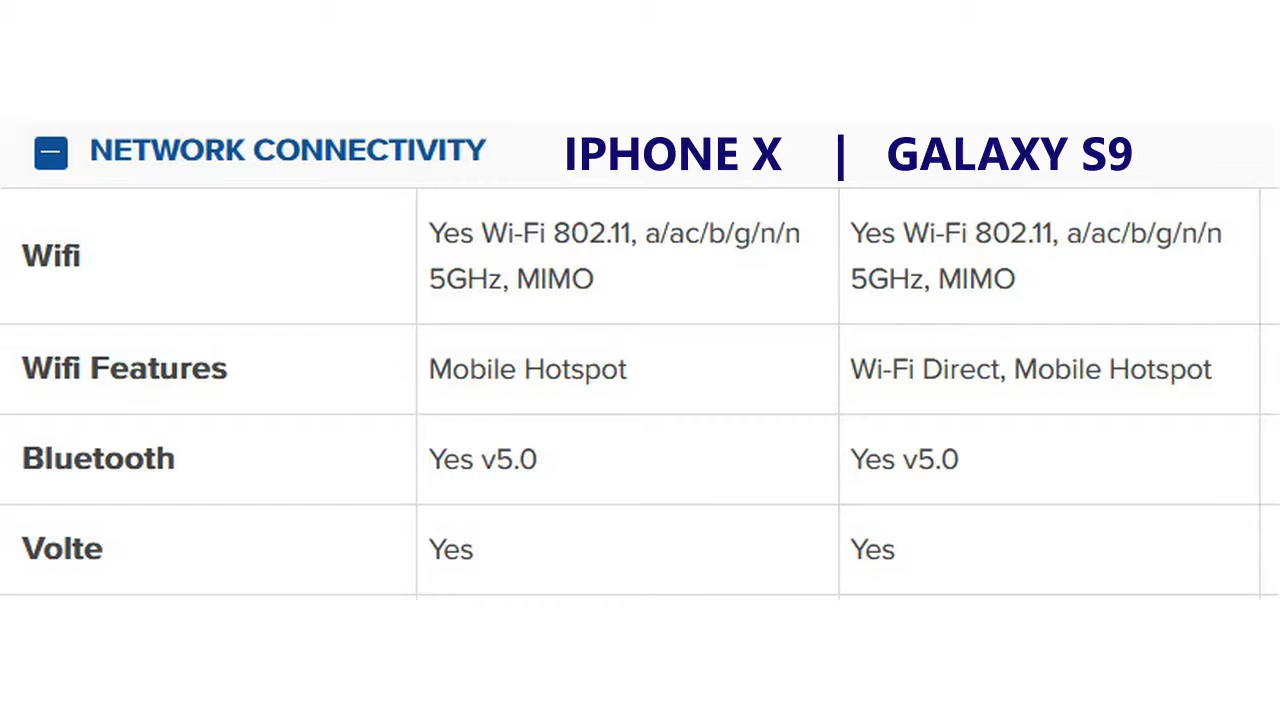 NETWORK CONNECTIVITY IPHONE X | GALAXY S9
Wifi Yes Wi-Fi 802.11, a/ac/b/g/n/n 5GHz, MIMO Yes Wi-Fi 802.11, a/ac/b/g/n/n 5GHz, MIMO
Wifi Features Mobile Hotspot Wi-Fi Direct, Mobile Hotspot
Bluetooth Yes v5.0 Yes v5.0
Volte Yes Yes